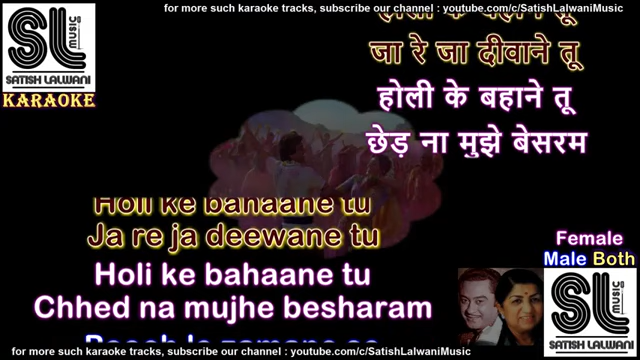 for more such karaoke tracks, subscribe our channel : youtube.com/c/SatishLalwaniMusic
SL
MUSIC
SATISH LALWANI
KARAOKE
होली के बहाने तू
जा रे जा दीवाने तू
होली के बहाने तू
छेड़ ना मुझे बेसरम
Holi ke bahaane tu
Ja re ja deewane tu
Holi ke bahaane tu
Chhed na mujhe besharam
Female
Male Both
SL
MUSIC
SATISH LALWANI
for more such karaoke tracks, subscribe our channel : youtube.com/c/SatishLalwaniMusic